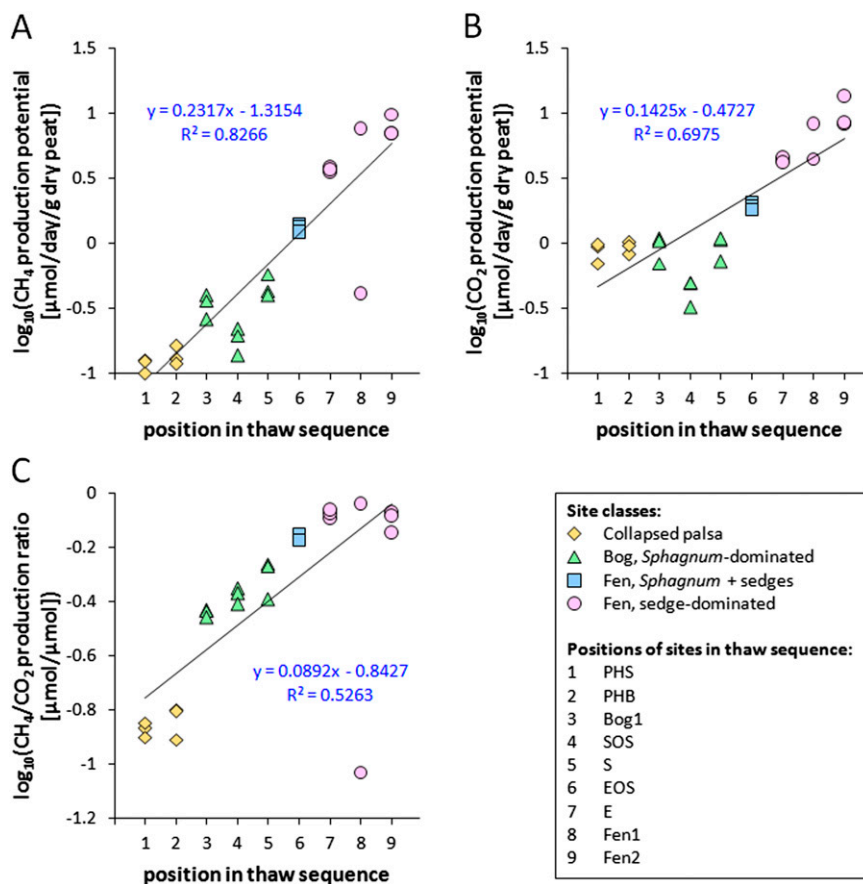 A
log₁₀(CH₄ production potential
[µmol/day/g dry peat])
1.5
1
0.5
0
-0.5
-1
y = 0.2317x - 1.3154
R² = 0.8266
1 2 3 4 5 6 7 8 9
position in thaw sequence
B
log₁₀(CO₂ production potential
[µmol/day/g dry peat])
1.5
1
0.5
0
-0.5
-1
y = 0.1425x - 0.4727
R² = 0.6975
1 2 3 4 5 6 7 8 9
position in thaw sequence
C
log₁₀(CH₄/CO₂ production ratio
[µmol/µmol])
0
-0.2
-0.4
-0.6
-0.8
-1
-1.2
y = 0.0892x - 0.8427
R² = 0.5263
1 2 3 4 5 6 7 8 9
position in thaw sequence
Site classes:
Collapsed palsa
Bog, Sphagnum-dominated
Fen, Sphagnum + sedges
Fen, sedge-dominated
Positions of sites in thaw sequence:
1 PHS
2 PHB
3 Bog1
4 SOS
5 S
6 EOS
7 E
8 Fen1
9 Fen2